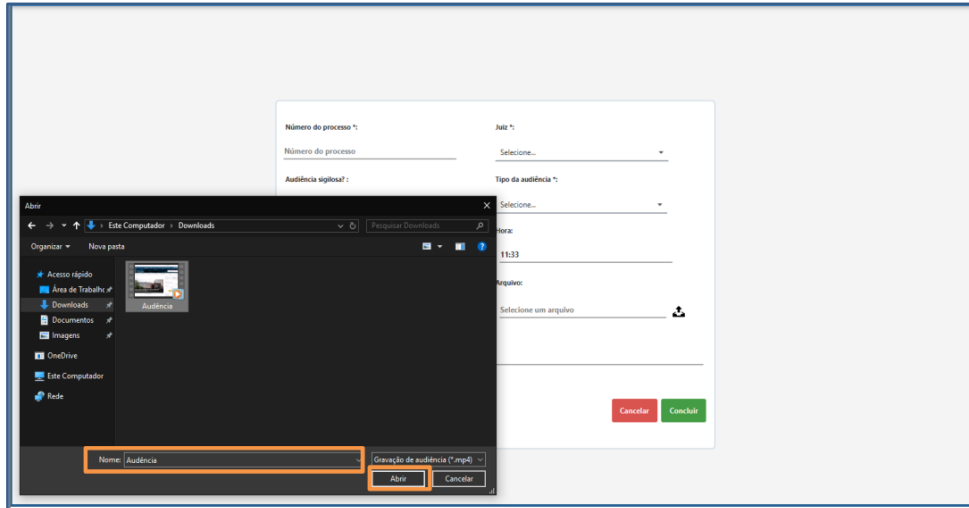 Número do processo *:
Juiz *:
Número do processo
Selecione...
Audiência sigilosa? :
Tipo da audiência *:
Selecione...
Hora:
11:33
Arquivo:
Selecione um arquivo
Cancelar
Concluir
Abrir
Este Computador › Downloads
Pesquisar Downloads
Organizar
Nova pasta
Acesso rápido
Área de Trabalho
Downloads
Documentos
Imagens
OneDrive
Este Computador
Rede
Audência
Nome: Audência
Gravação de audiência (*.mp4)
Abrir
Cancelar